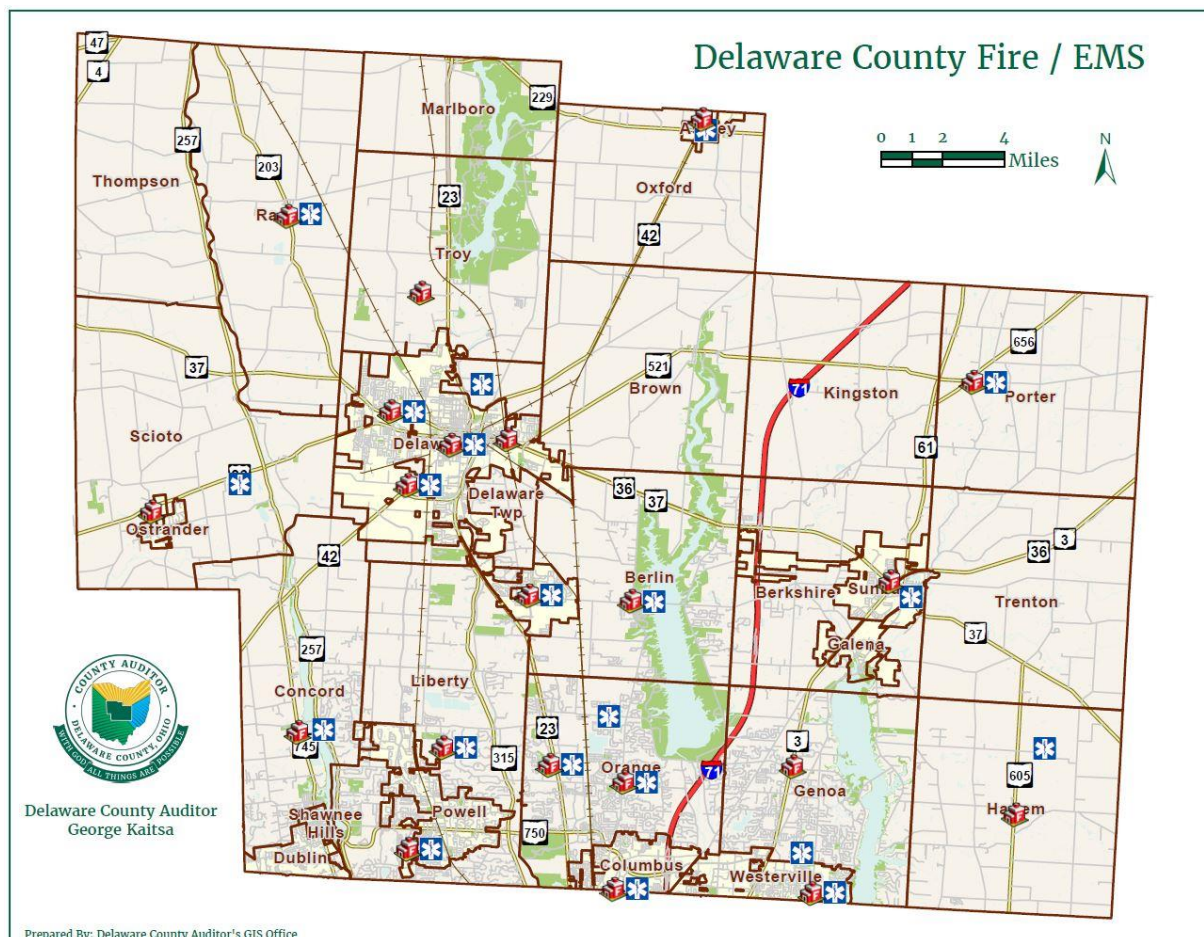 Delaware County Fire / EMS
0 1 2 4
Miles
N
47
4
Marlboro
229
257
203
Thompson
23
Oxford
42
Troy
37
521
656
71
Brown
Kingston
Porter
Scioto
61
Delaware
Twp
36
37
Ostrander
42
3
36
Berlin
Berkshire
Trenton
37
Galena
257
Liberty
Concord
23
3
745
315
Orange
71
605
Genoa
Shawnee
Hills
Powell
750
Dublin
Columbus
Westerville
COUNTY AUDITOR
DELAWARE COUNTY, OHIO
WITH GOD ALL THINGS ARE POSSIBLE
Delaware County Auditor
George Kaitsa
Prepared By: Delaware County Auditor's GIS Office